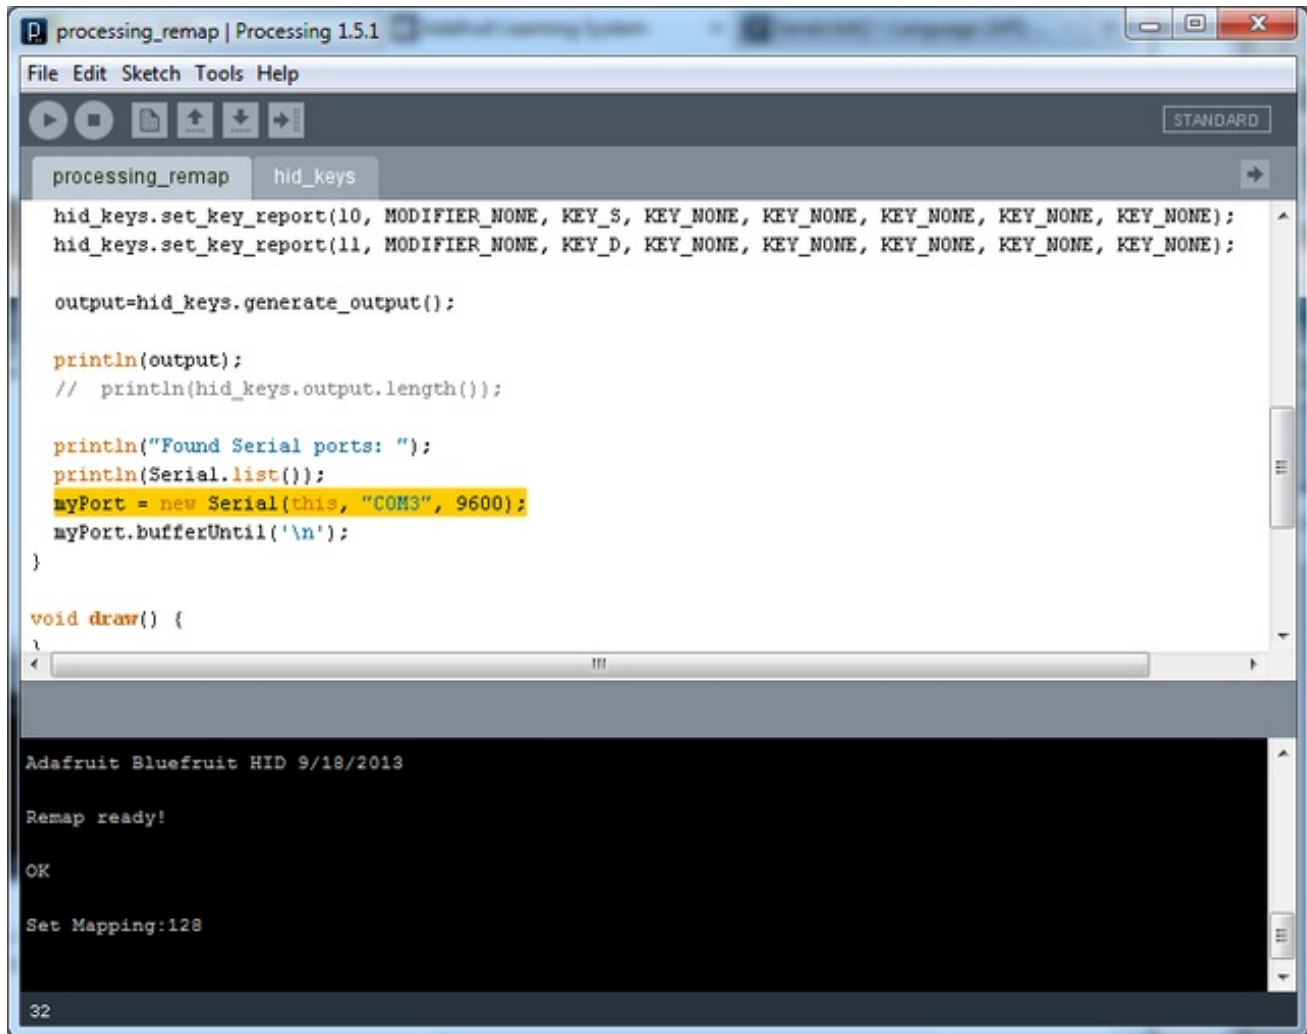 processing_remap | Processing 1.5.1
File Edit Sketch Tools Help
STANDARD
processing_remap hid_keys
hid_keys.set_key_report(10, MODIFIER_NONE, KEY_S, KEY_NONE, KEY_NONE, KEY_NONE, KEY_NONE, KEY_NONE);
hid_keys.set_key_report(11, MODIFIER_NONE, KEY_D, KEY_NONE, KEY_NONE, KEY_NONE, KEY_NONE, KEY_NONE);
output=hid_keys.generate_output();
println(output);
//  println(hid_keys.output.length());
println("Found Serial ports: ");
println(Serial.list());
myPort = new Serial(this, "COM3", 9600);
myPort.bufferUntil('\n');
}
void draw() {
}
Adafruit Bluefruit HID 9/18/2013
Remap ready!
OK
Set Mapping:128
32